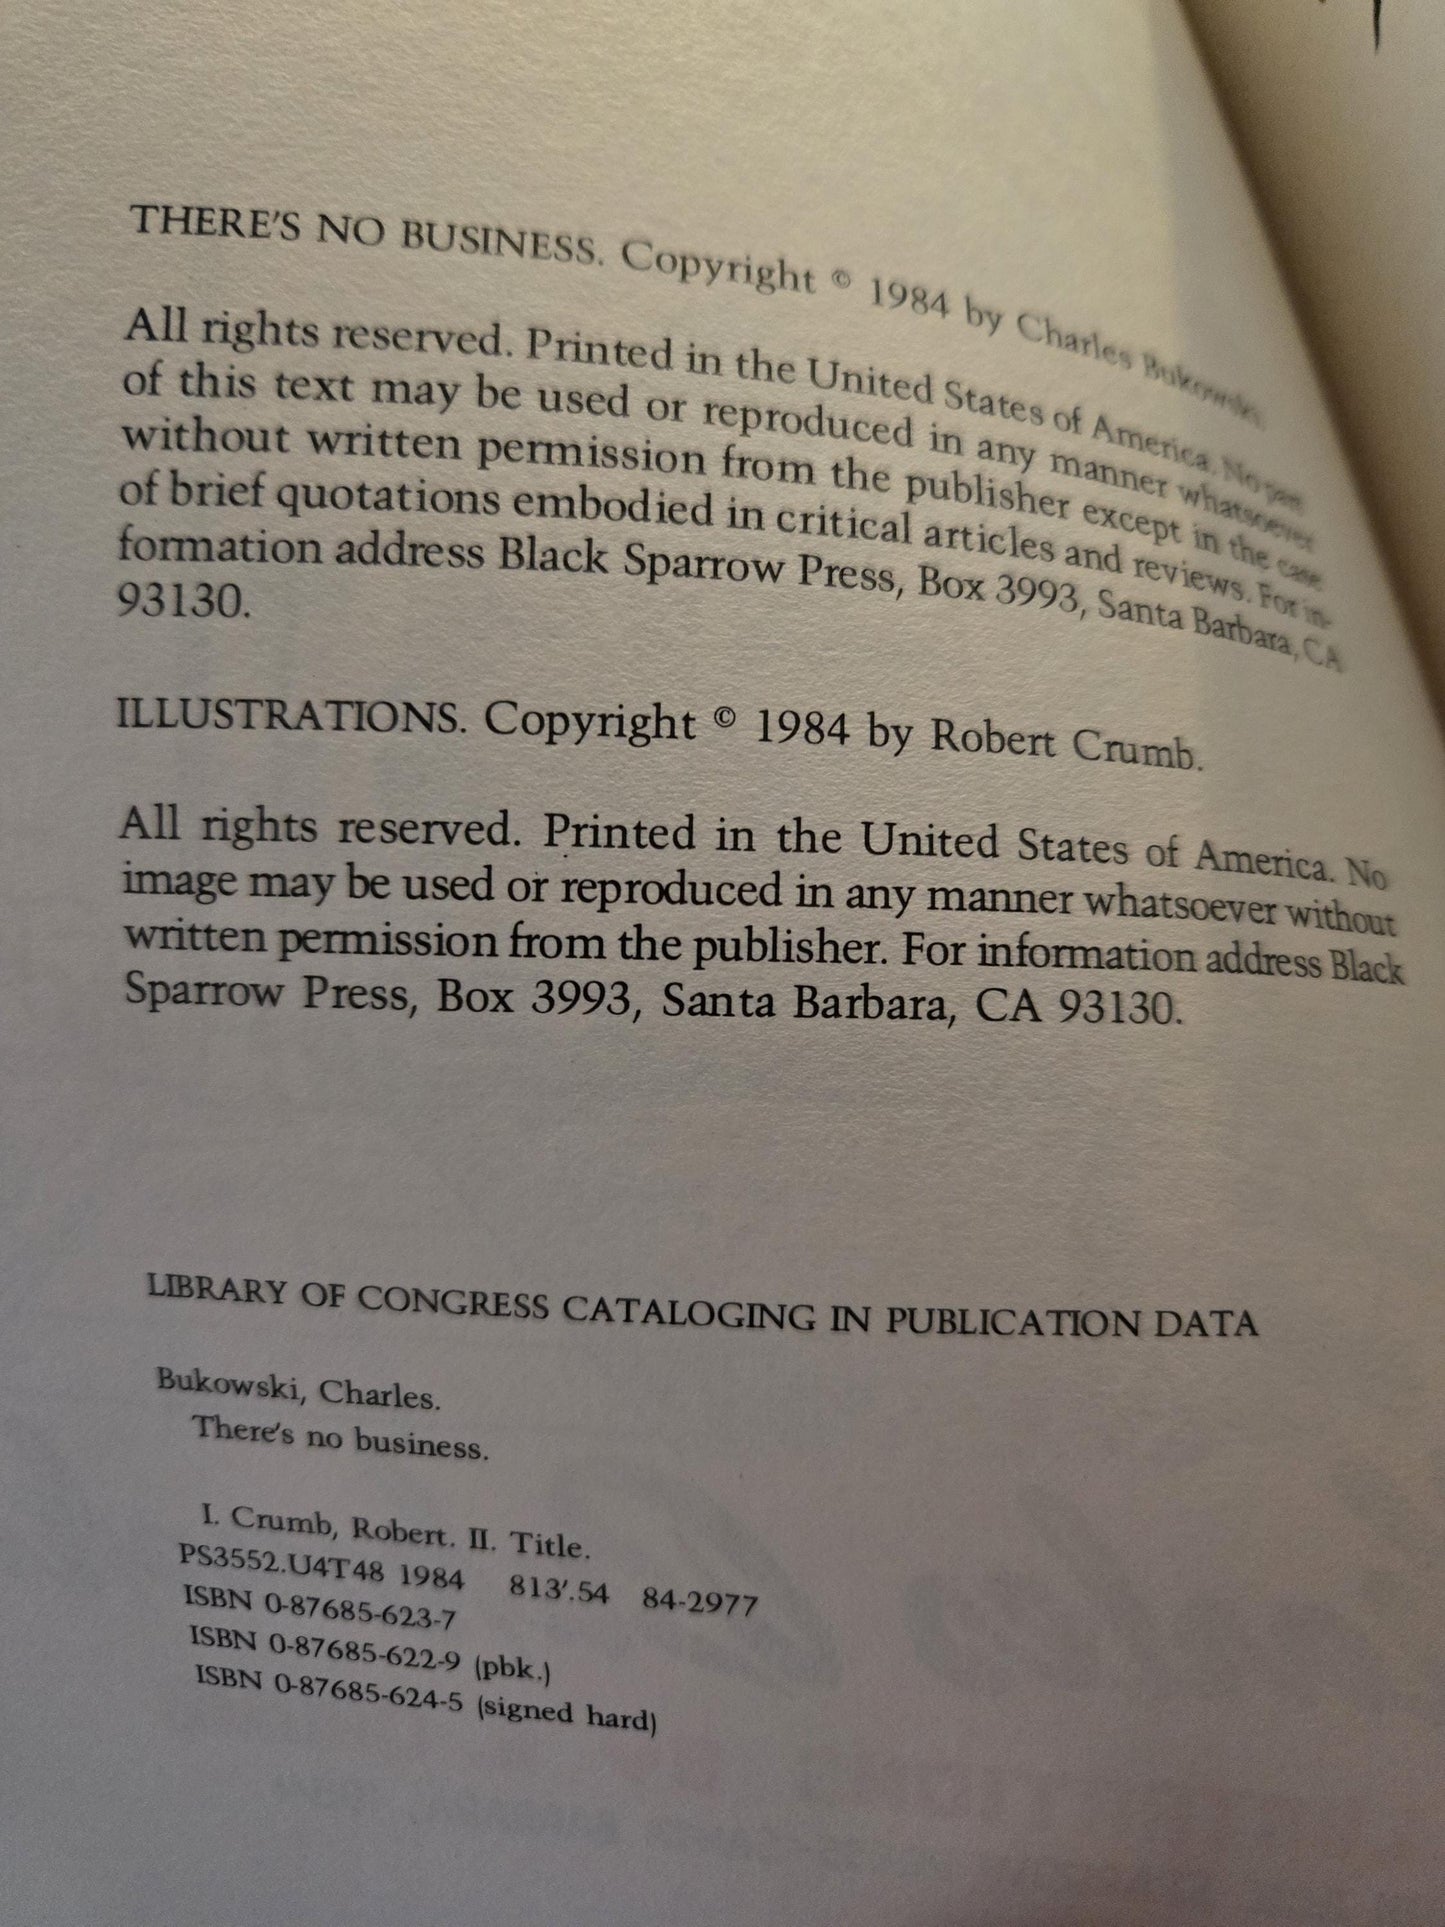 THERE'S NO BUSINESS. Copyright © 1984 by Charles Bukowski.
All rights reserved. Printed in the United States of America. No part
of this text may be used or reproduced in any manner whatsoever
without written permission from the publisher except in the case
of brief quotations embodied in critical articles and reviews. For in-
formation address Black Sparrow Press, Box 3993, Santa Barbara, CA
93130.
ILLUSTRATIONS. Copyright © 1984 by Robert Crumb.
All rights reserved. Printed in the United States of America. No
image may be used or reproduced in any manner whatsoever without
written permission from the publisher. For information address Black
Sparrow Press, Box 3993, Santa Barbara, CA 93130.
LIBRARY OF CONGRESS CATALOGING IN PUBLICATION DATA
Bukowski, Charles.
There's no business.
I. Crumb, Robert. II. Title.
PS3552.U4T48 1984 813'.54 84-2977
ISBN 0-87685-623-7
ISBN 0-87685-622-9 (pbk.)
ISBN 0-87685-624-5 (signed hard)